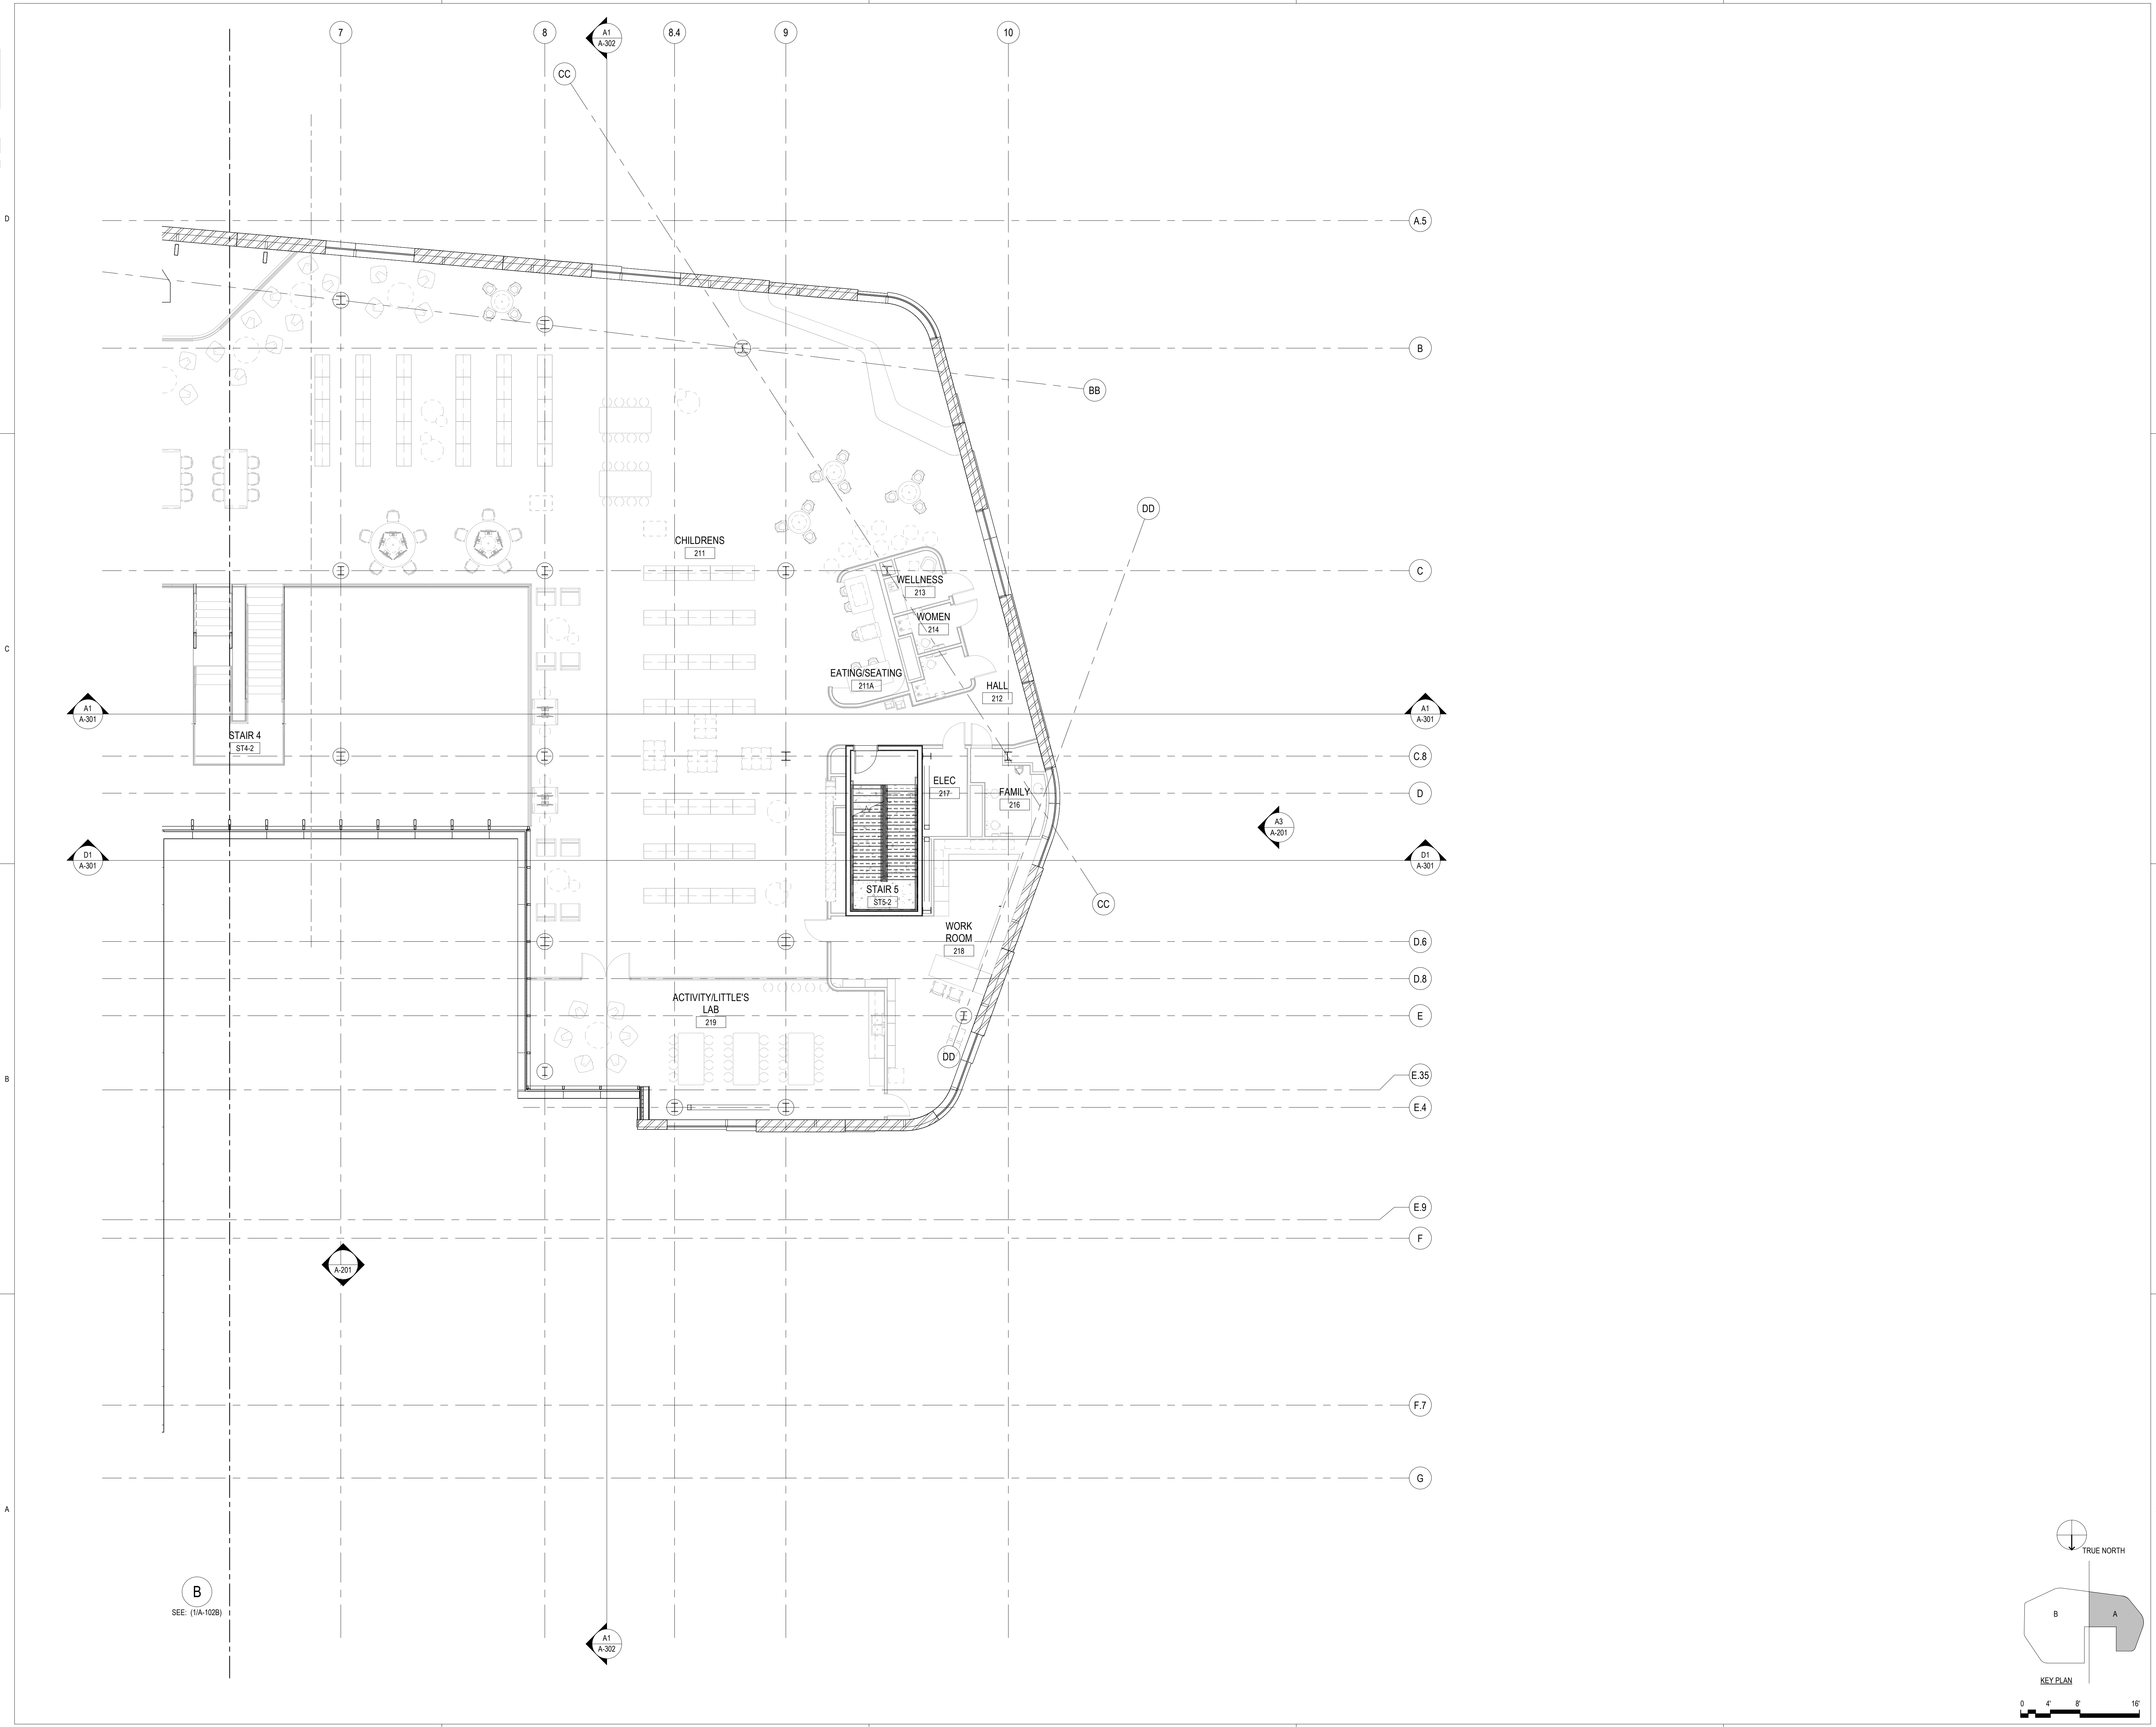 7
8
A1
A-302
8.4
9
10
CC
D
A.5
B
BB
DD
CHILDRENS
211
C
WELLNESS
213
WOMEN
214
C
EATING/SEATING
211A
HALL
212
A1
A-301
A1
A-301
STAIR 4
ST4-2
C.8
ELEC
217
FAMILY
216
D
A3
A-201
D1
A-301
D1
A-301
STAIR 5
ST5-2
CC
WORK
ROOM
218
D.6
D.8
ACTIVITY/LITTLE'S
LAB
219
E
DD
B
E.35
E.4
E.9
F
A-201
F.7
G
A
TRUE NORTH
B
SEE: (1/A-102B)
B
A
A1
A-302
KEY PLAN
0 4' 8' 16'